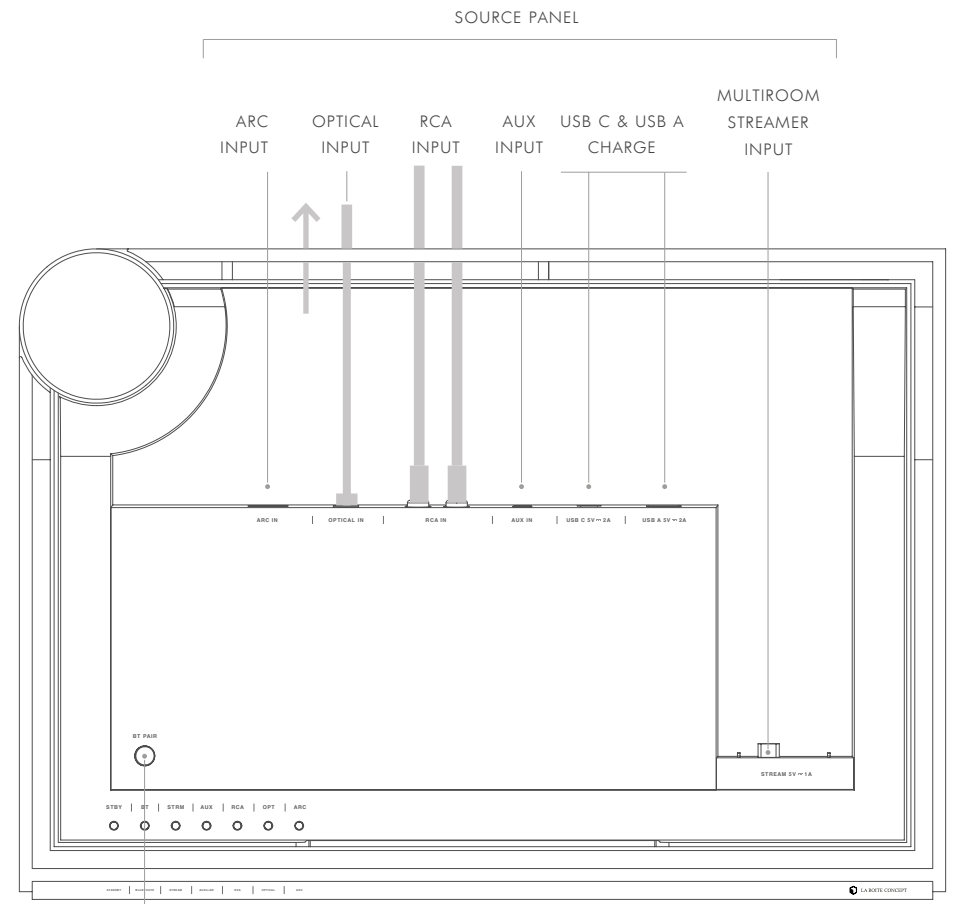 SOURCE PANEL
ARC INPUT
OPTICAL INPUT
RCA INPUT
AUX INPUT
USB C & USB A CHARGE
MULTIROOM STREAMER INPUT
ARC IN | OPTICAL IN | RCA IN | AUX IN | USB C 5V ⎓ 2A | USB A 5V ⎓ 2A
BT PAIR
STREAM 5V ⎓ 1A
STBY | BT | STRM | AUX | RCA | OPT | ARC
LA BOITE CONCEPT